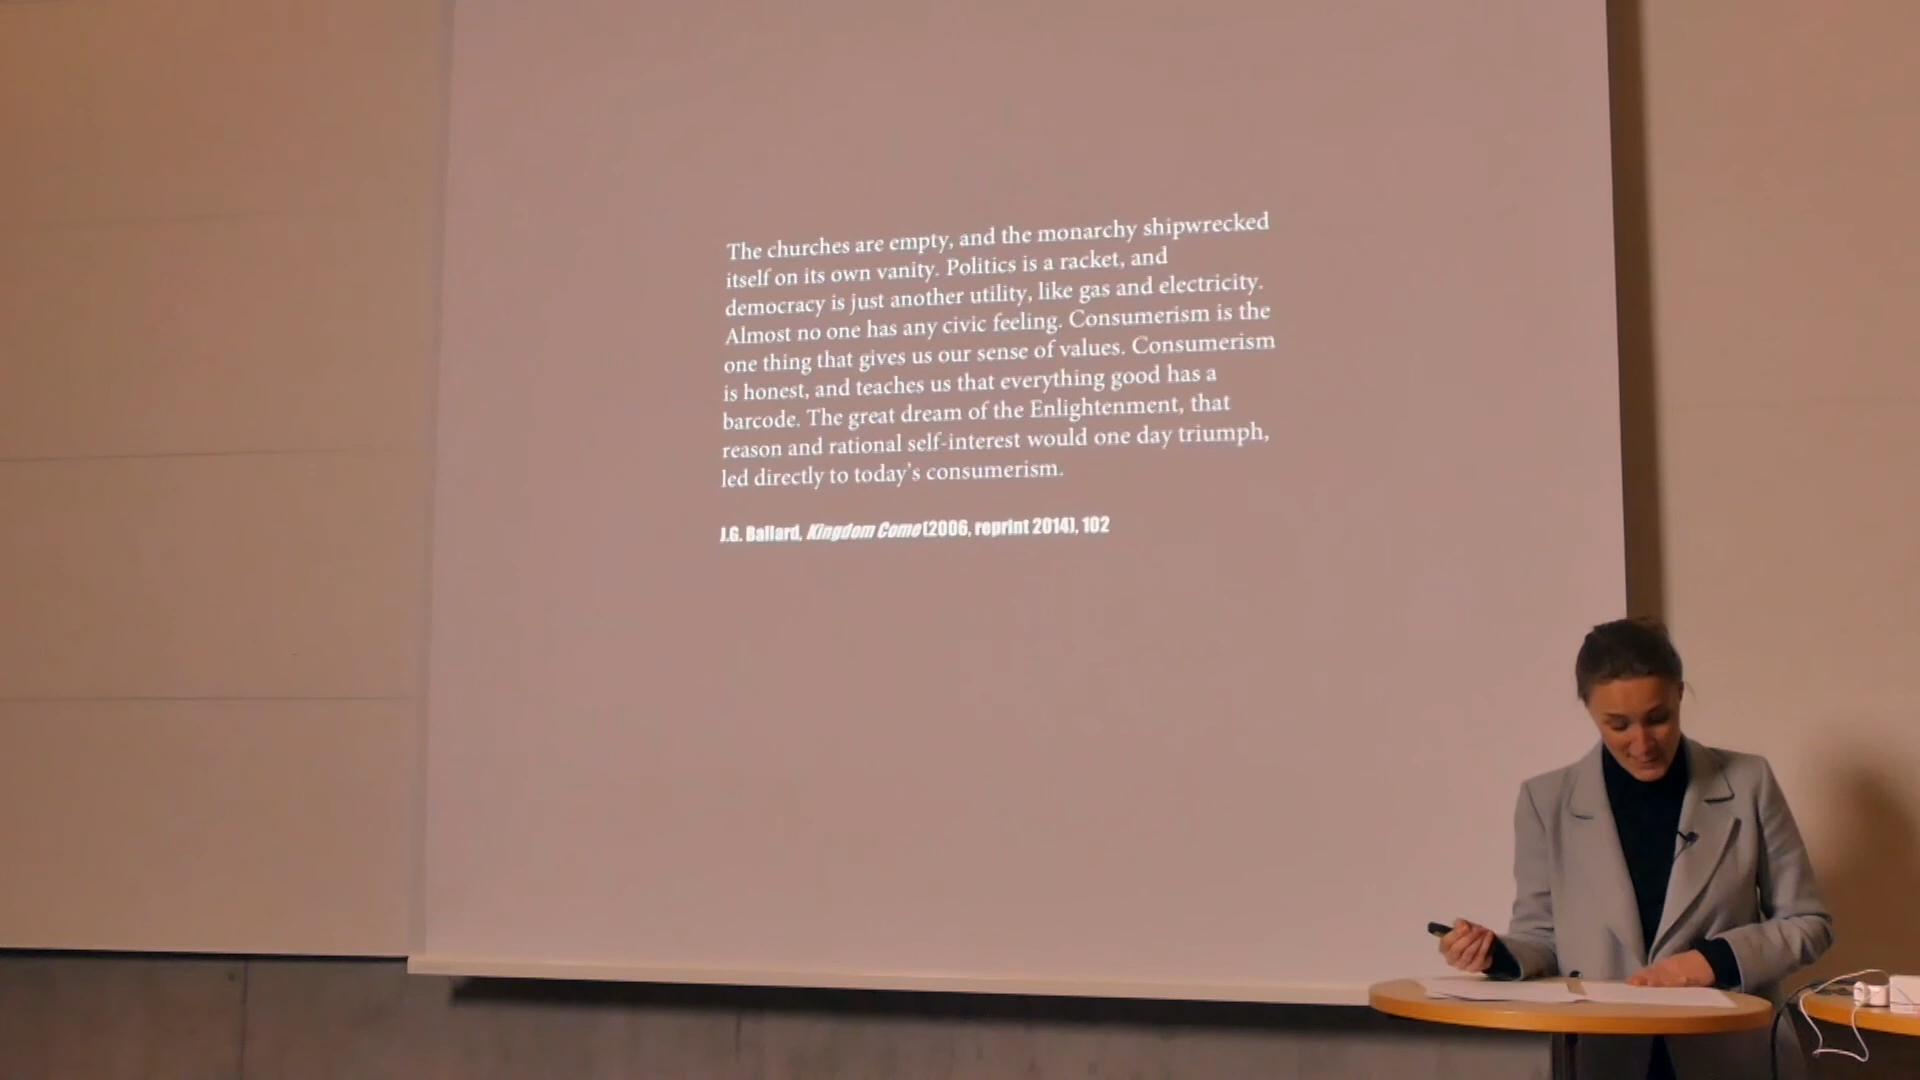 The churches are empty, and the monarchy shipwrecked
itself on its own vanity. Politics is a racket, and
democracy is just another utility, like gas and electricity.
Almost no one has any civic feeling. Consumerism is the
one thing that gives us our sense of values. Consumerism
is honest, and teaches us that everything good has a
barcode. The great dream of the Enlightenment, that
reason and rational self-interest would one day triumph,
led directly to today’s consumerism.
J.G. Ballard, Kingdom Come (2006, reprint 2014), 102